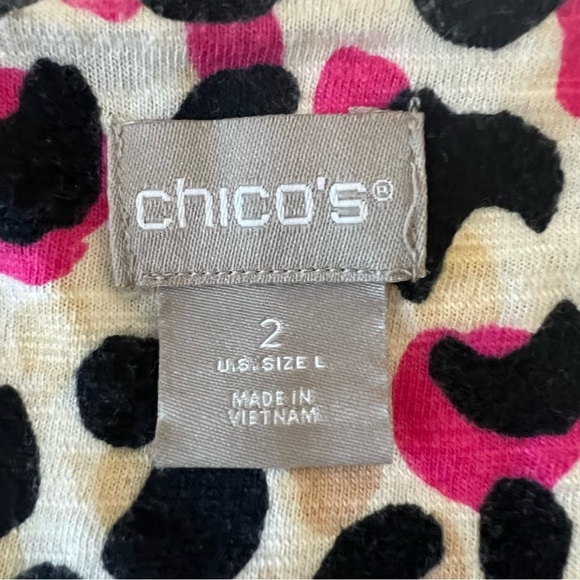 chico's®
2
U.S. SIZE L
MADE IN
VIETNAM